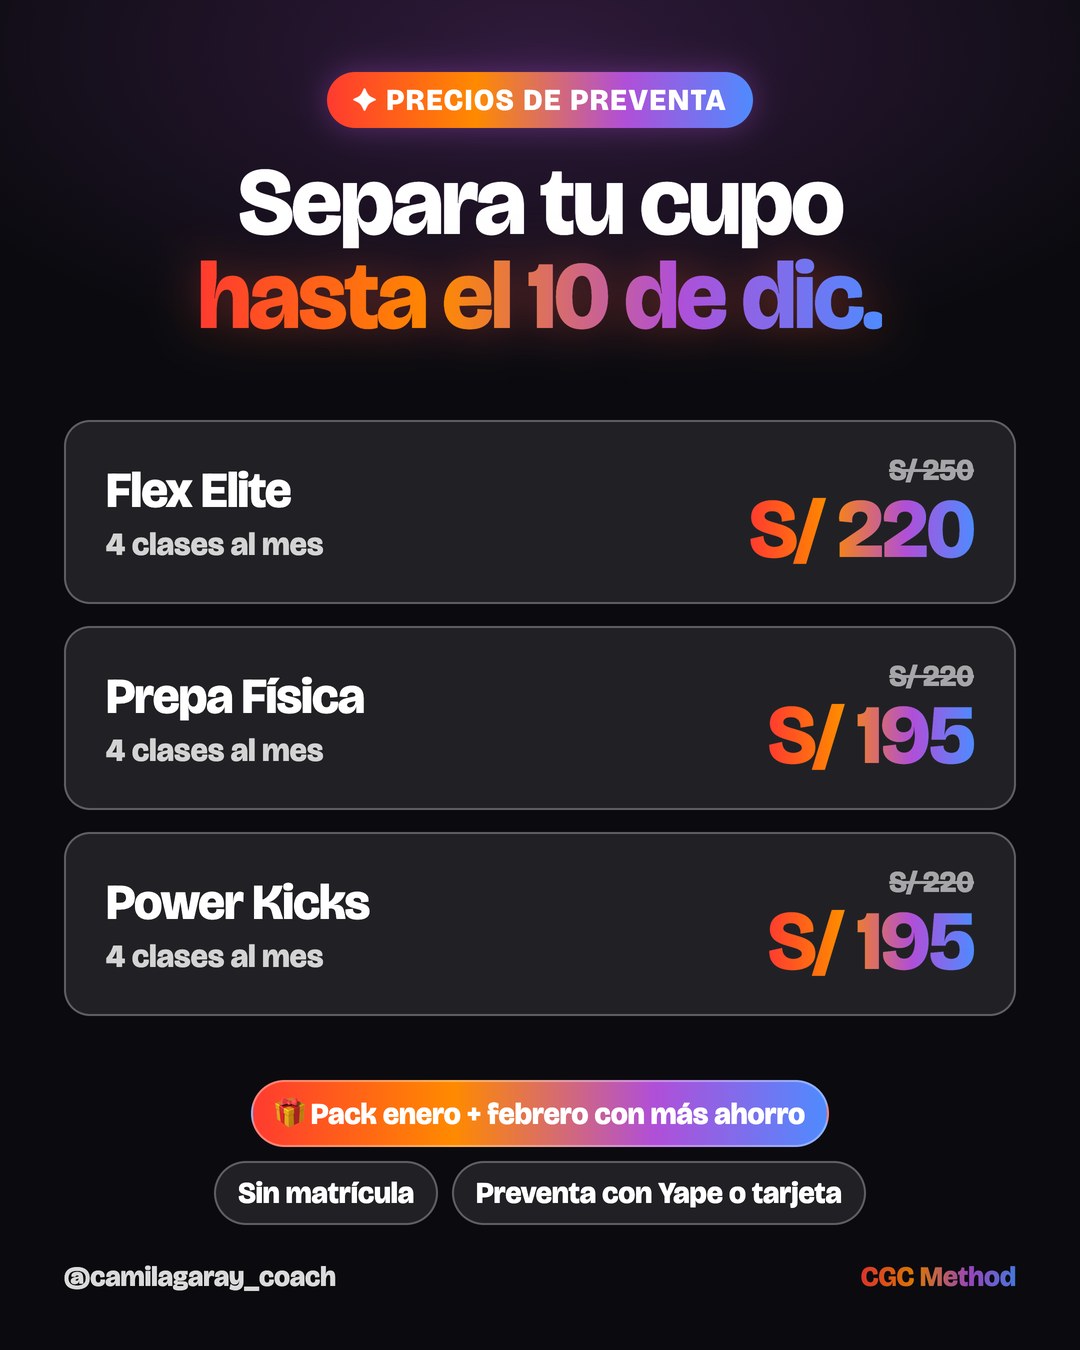 ✦ PRECIOS DE PREVENTA
Separa tu cupo
hasta el 10 de dic.
Flex Elite
4 clases al mes
S/ 250
S/ 220
Prepa Física
4 clases al mes
S/ 220
S/ 195
Power Kicks
4 clases al mes
S/ 220
S/ 195
🎁 Pack enero + febrero con más ahorro
Sin matrícula
Preventa con Yape o tarjeta
@camilagaray_coach
CGC Method